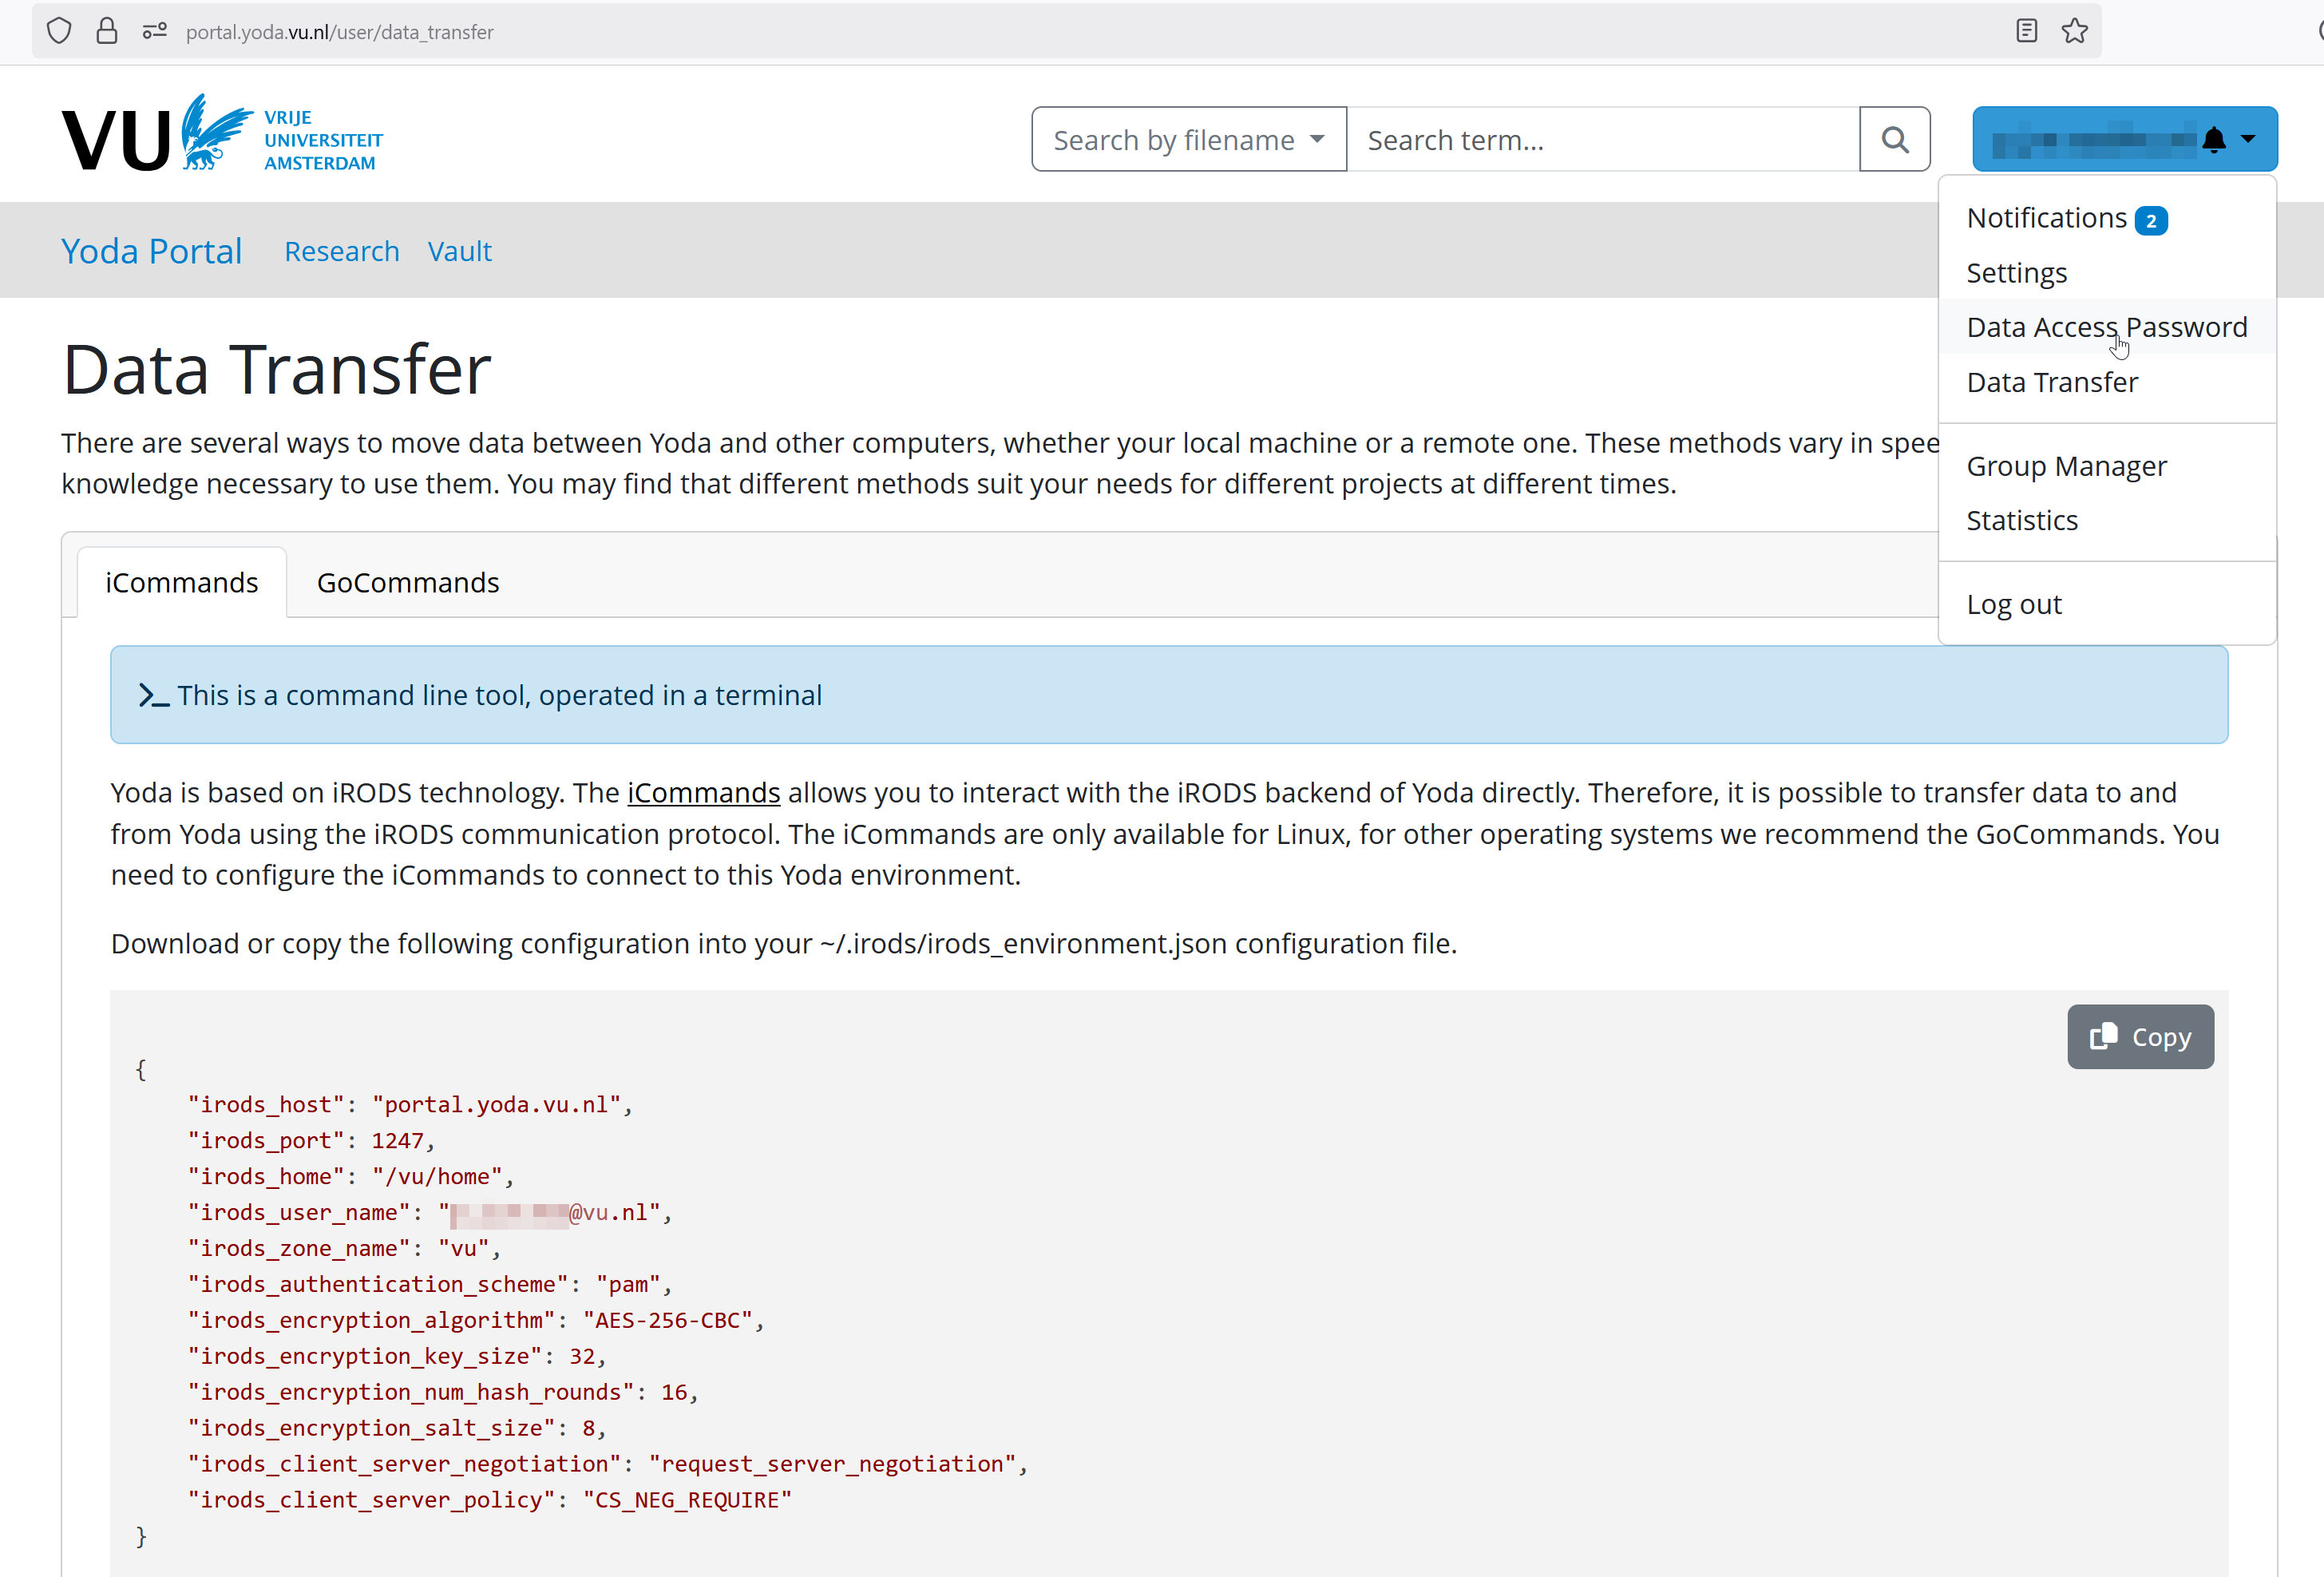 portal.yoda.vu.nl/user/data_transfer
VU VRIJE UNIVERSITEIT AMSTERDAM
Search by filename
Search term...
Notifications 2
Settings
Data Access Password
Data Transfer
Group Manager
Statistics
Log out
Yoda Portal Research Vault
Data Transfer
There are several ways to move data between Yoda and other computers, whether your local machine or a remote one. These methods vary in
knowledge necessary to use them. You may find that different methods suit your needs for different projects at different times.
iCommands GoCommands
>_ This is a command line tool, operated in a terminal
Yoda is based on iRODS technology. The iCommands allows you to interact with the iRODS backend of Yoda directly. Therefore, it is possible to transfer data to and
from Yoda using the iRODS communication protocol. The iCommands are only available for Linux, for other operating systems we recommend the GoCommands. You
need to configure the iCommands to connect to this Yoda environment.
Download or copy the following configuration into your ~/.irods/irods_environment.json configuration file.
Copy
{
"irods_host": "portal.yoda.vu.nl",
"irods_port": 1247,
"irods_home": "/vu/home",
"irods_user_name": "@vu.nl",
"irods_zone_name": "vu",
"irods_authentication_scheme": "pam",
"irods_encryption_algorithm": "AES-256-CBC",
"irods_encryption_key_size": 32,
"irods_encryption_num_hash_rounds": 16,
"irods_encryption_salt_size": 8,
"irods_client_server_negotiation": "request_server_negotiation",
"irods_client_server_policy": "CS_NEG_REQUIRE"
}